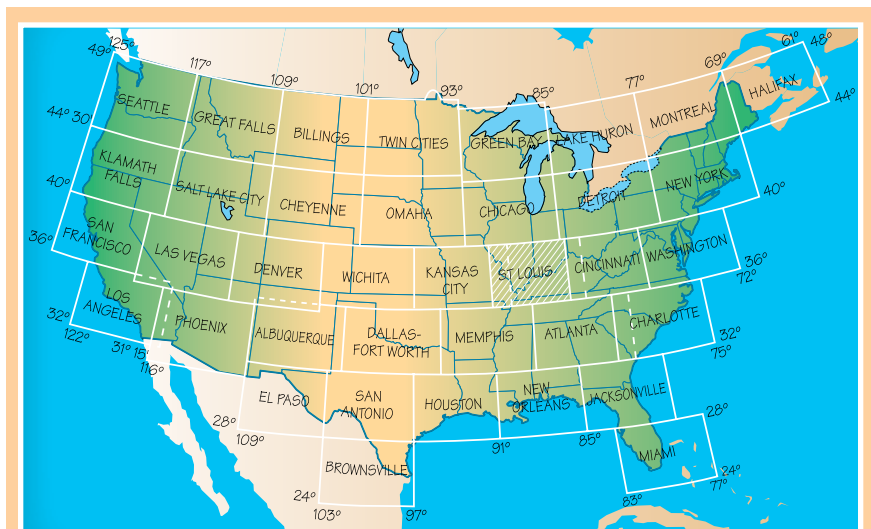 49° 125°
117°
109°
101°
93°
85°
77°
69°
61° 48°
SEATTLE
GREAT FALLS
BILLINGS
TWIN CITIES
GREEN BAY
LAKE HURON
MONTREAL
HALIFAX
44° 30'
44°
KLAMATH
FALLS
SALT LAKE CITY
CHEYENNE
OMAHA
CHICAGO
DETROIT
NEW YORK
40°
40°
SAN
FRANCISCO
LAS VEGAS
DENVER
WICHITA
KANSAS
CITY
ST LOUIS
CINCINNATI
WASHINGTON
36°
36°
72°
LOS
ANGELES
PHOENIX
ALBUQUERQUE
DALLAS-
FORT WORTH
MEMPHIS
ATLANTA
CHARLOTTE
32°
122°
31° 15'
116°
32°
75°
EL PASO
SAN
ANTONIO
HOUSTON
NEW
ORLEANS
JACKSONVILLE
28°
109°
91°
85°
28°
BROWNSVILLE
MIAMI
24°
103°
97°
83°
24°
77°